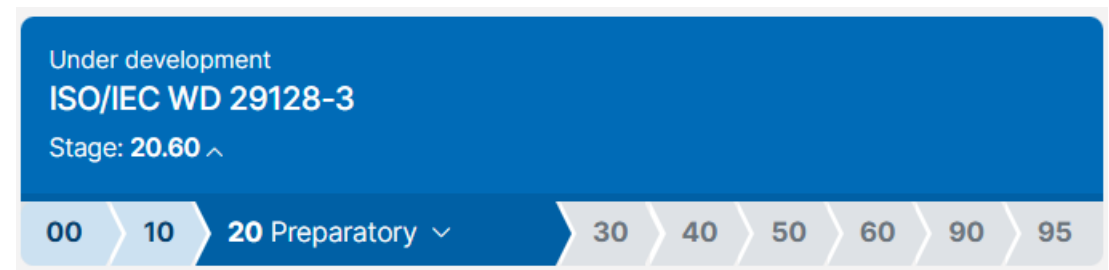 Under development
ISO/IEC WD 29128-3
Stage: 20.60
00 10 20 Preparatory 30 40 50 60 90 95